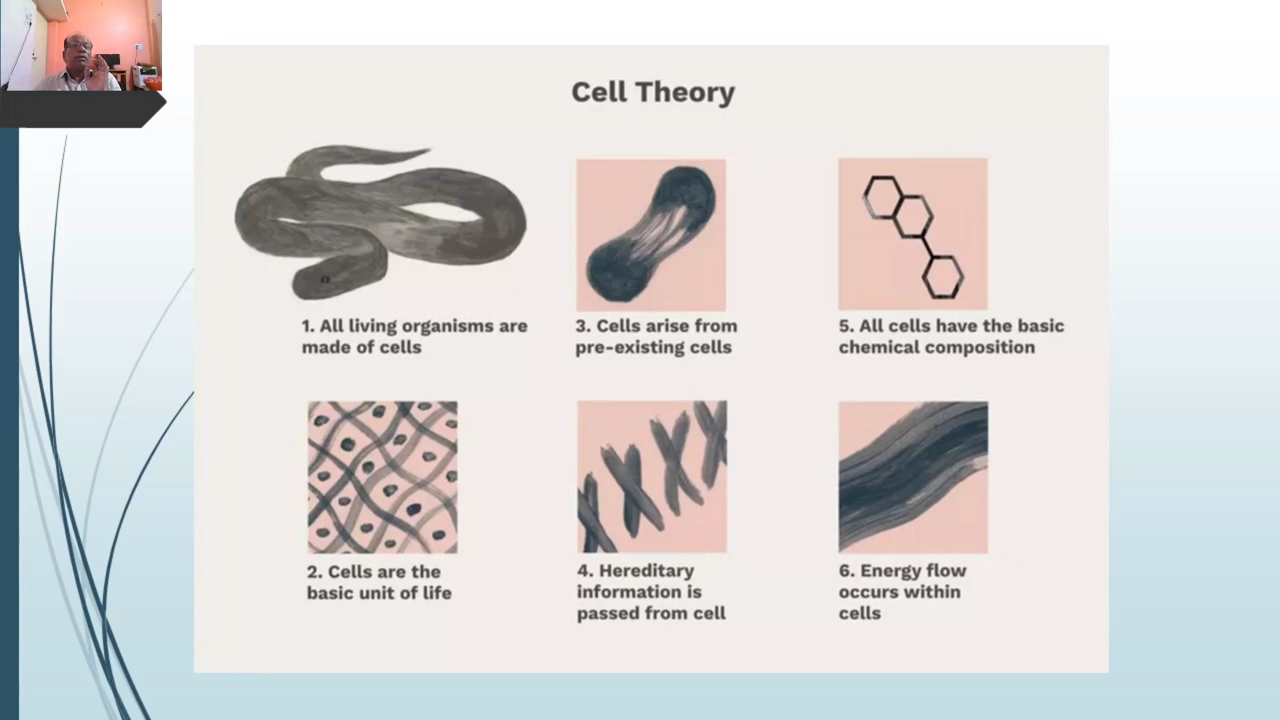 Cell Theory
1. All living organisms are
made of cells
2. Cells are the
basic unit of life
3. Cells arise from
pre-existing cells
4. Hereditary
information is
passed from cell
5. All cells have the basic
chemical composition
6. Energy flow
occurs within
cells